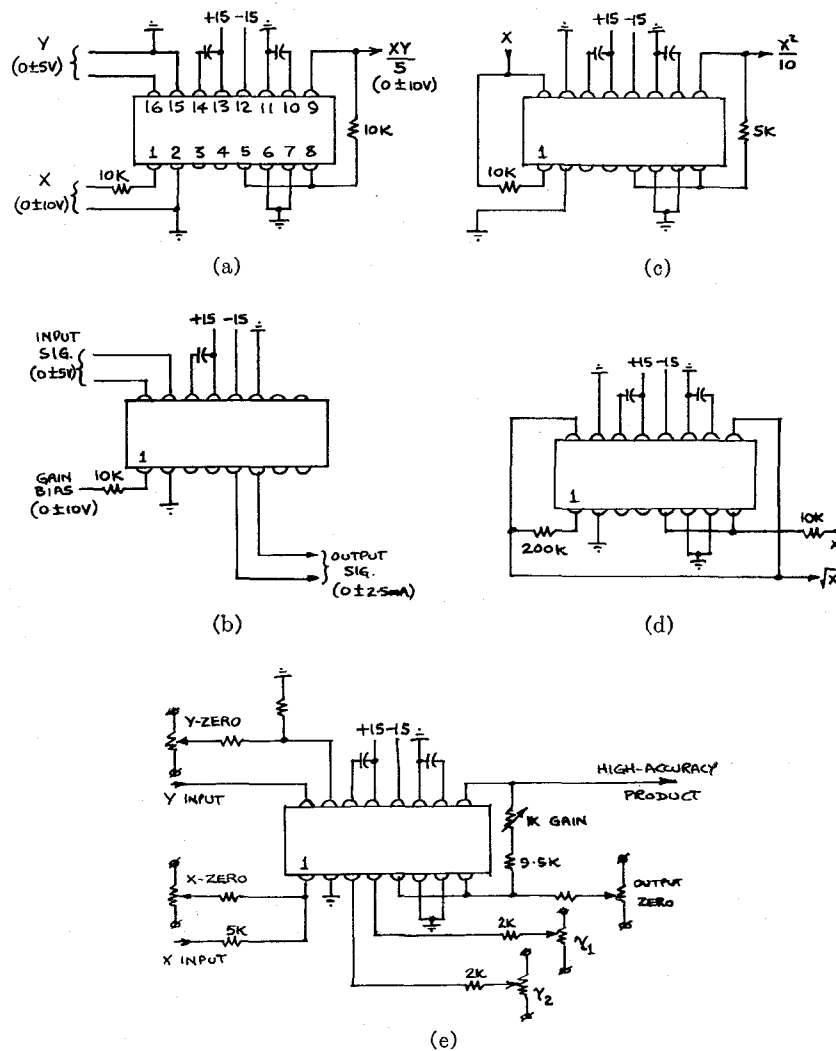 +15 -15
Y
(0±5V)
XY/5
(0±10V)
16 15 14 13 12 11 10 9
10K
1 2 3 4 5 6 7 8
X
10K
(0±10V)
(a)
+15 -15
X
X²/10
5K
1
10K
(c)
+15 -15
INPUT
SIG.
(0±5V)
1
GAIN
BIAS
10K
(0±10V)
OUTPUT
SIG.
(0±2.5mA)
(b)
+15 -15
1
200K
10K
X
√X
(d)
Y-ZERO
+15 -15
Y INPUT
HIGH-ACCURACY
PRODUCT
1K GAIN
1
9.5K
X-ZERO
5K
X INPUT
OUTPUT
ZERO
2K
γ1
2K
γ2
(e)